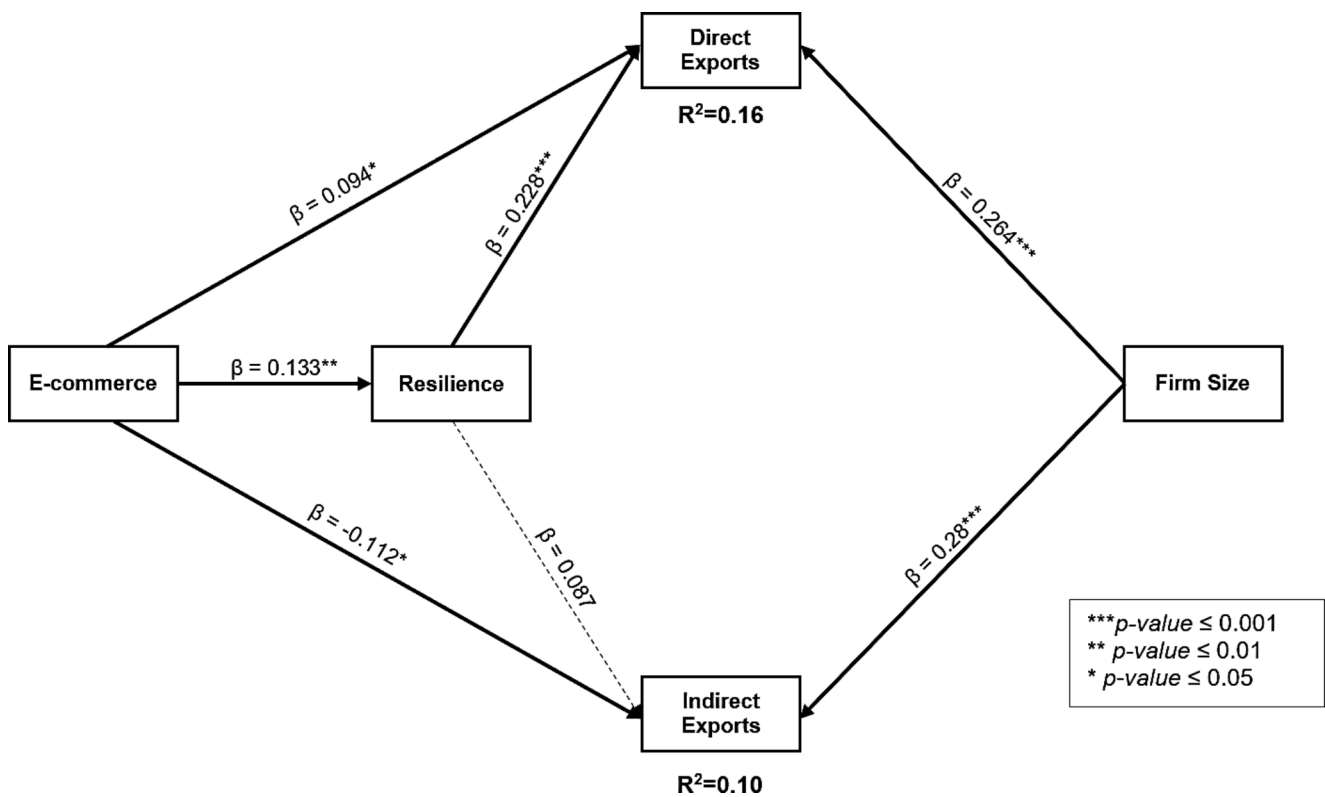 Direct
Exports
R²=0.16
β = 0.094*
β = 0.228***
β = 0.264***
E-commerce
β = 0.133**
Resilience
Firm Size
β = -0.112*
β = 0.087
β = 0.28***
***p-value ≤ 0.001
** p-value ≤ 0.01
* p-value ≤ 0.05
Indirect
Exports
R²=0.10